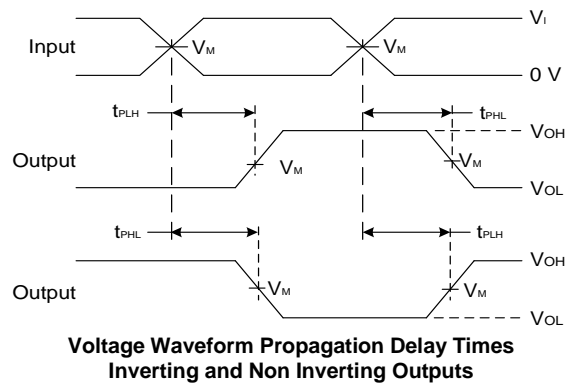 VI
Input
VM
VM
0 V
tPLH
tPHL
VOH
Output
VM
VM
VOL
tPHL
tPLH
VOH
Output
VM
VM
VOL
Voltage Waveform Propagation Delay Times
Inverting and Non Inverting Outputs